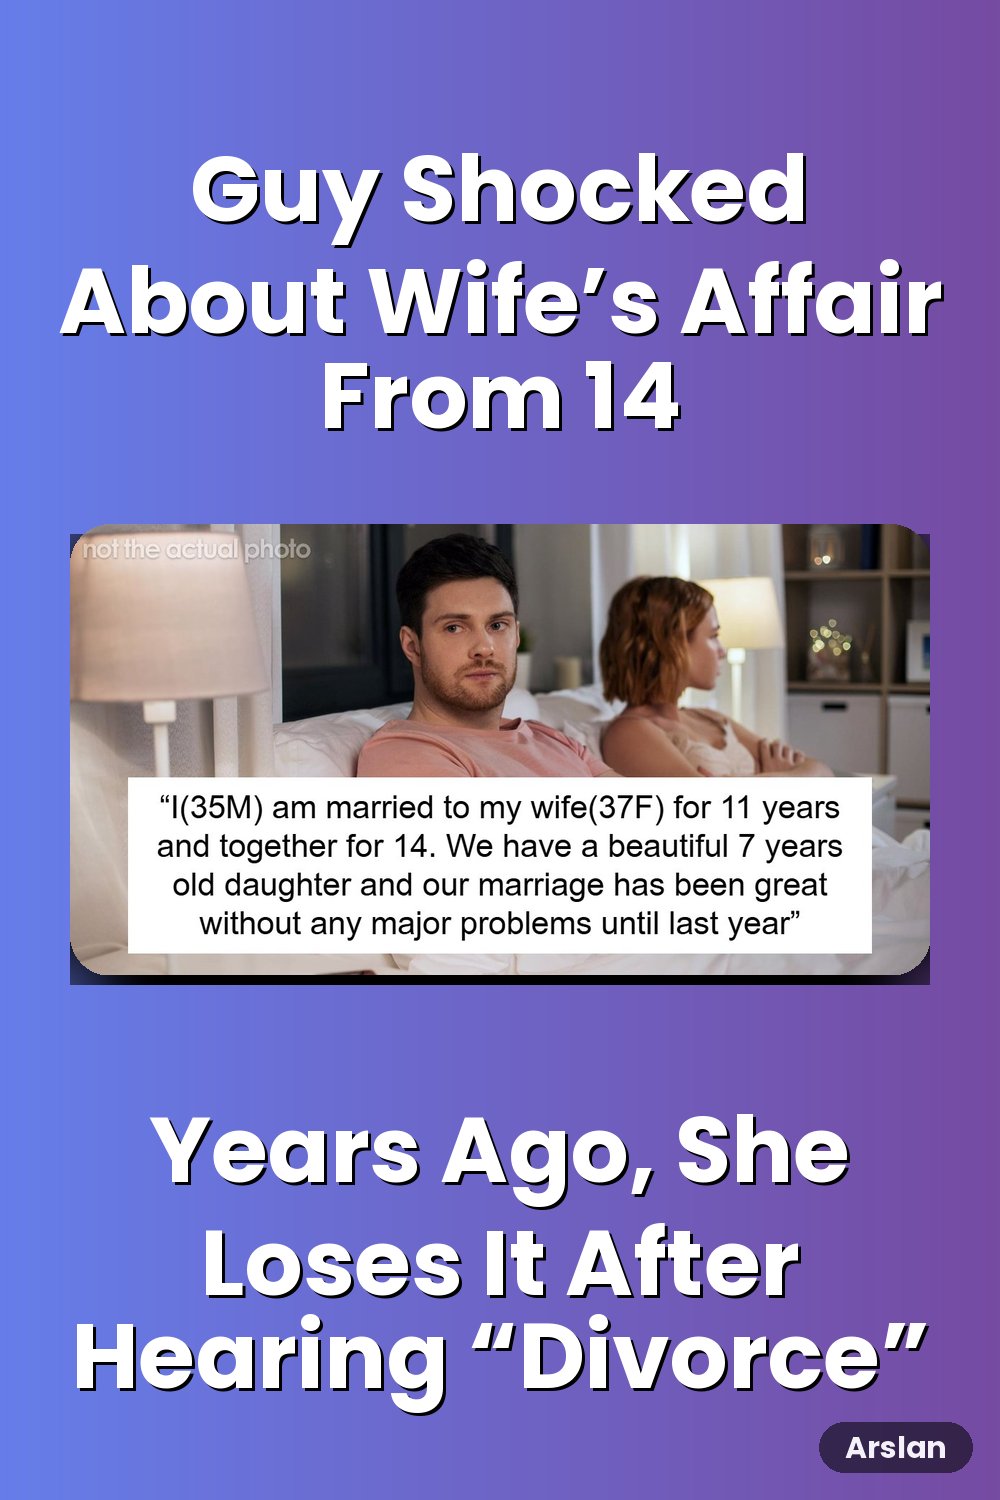 Guy Shocked
About Wife’s Affair
From 14
not the actual photo
“I(35M) am married to my wife(37F) for 11 years
and together for 14. We have a beautiful 7 years
old daughter and our marriage has been great
without any major problems until last year”
Years Ago, She
Loses It After
Hearing “Divorce”
Arslan